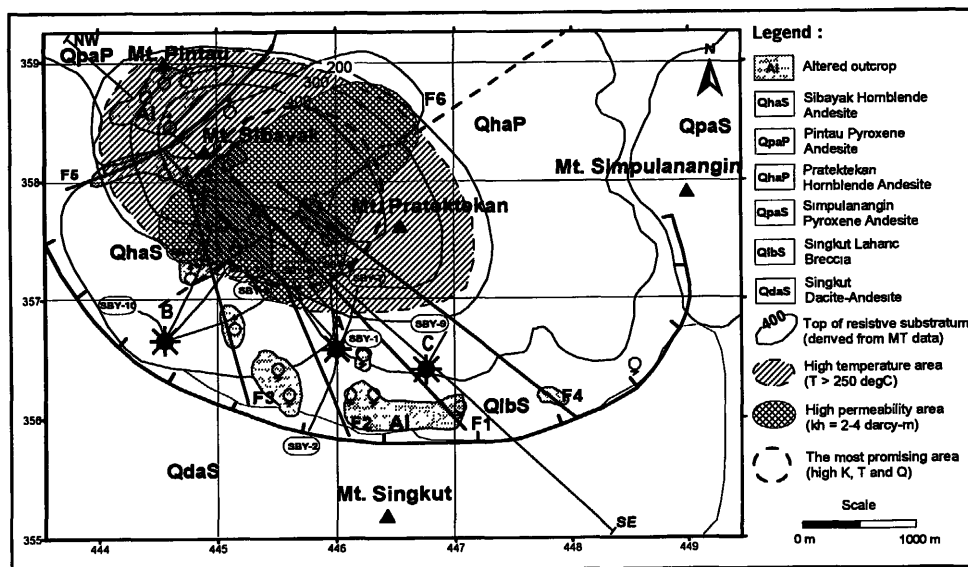 359
358
357
356
355
444
445
446
447
448
449
NW
QpaP
Mt. Pintau
AI
200
300
400
F6
Mt. Sibayak
F5
QhaP
QpaS
N
Mt. Simpulanangin
Mt. Pratektekan
QhaS
SBY-10
B
A
SBY-1
SBY-9
C
F3
F2
AI
F1
QlbS
F4
SBY-2
QdaS
Mt. Singkut
SE
Legend :
AI Altered outcrop
QhaS Sibayak Hornblende
Andesite
QpaP Pintau Pyroxene
Andesite
QhaP Pratektekan
Hornblende Andesite
QpaS Simpulanangin
Pyroxene Andesite
QlbS Singkut Laharic
Breccia
QdaS Singkut
Dacite-Andesite
400 Top of resistive substratum
(derived from MT data)
High temperature area
(T > 250 degC)
High permeability area
(kh = 2-4 darcy-m)
The most promising area
(high K, T and Q)
Scale
0 m 1000 m